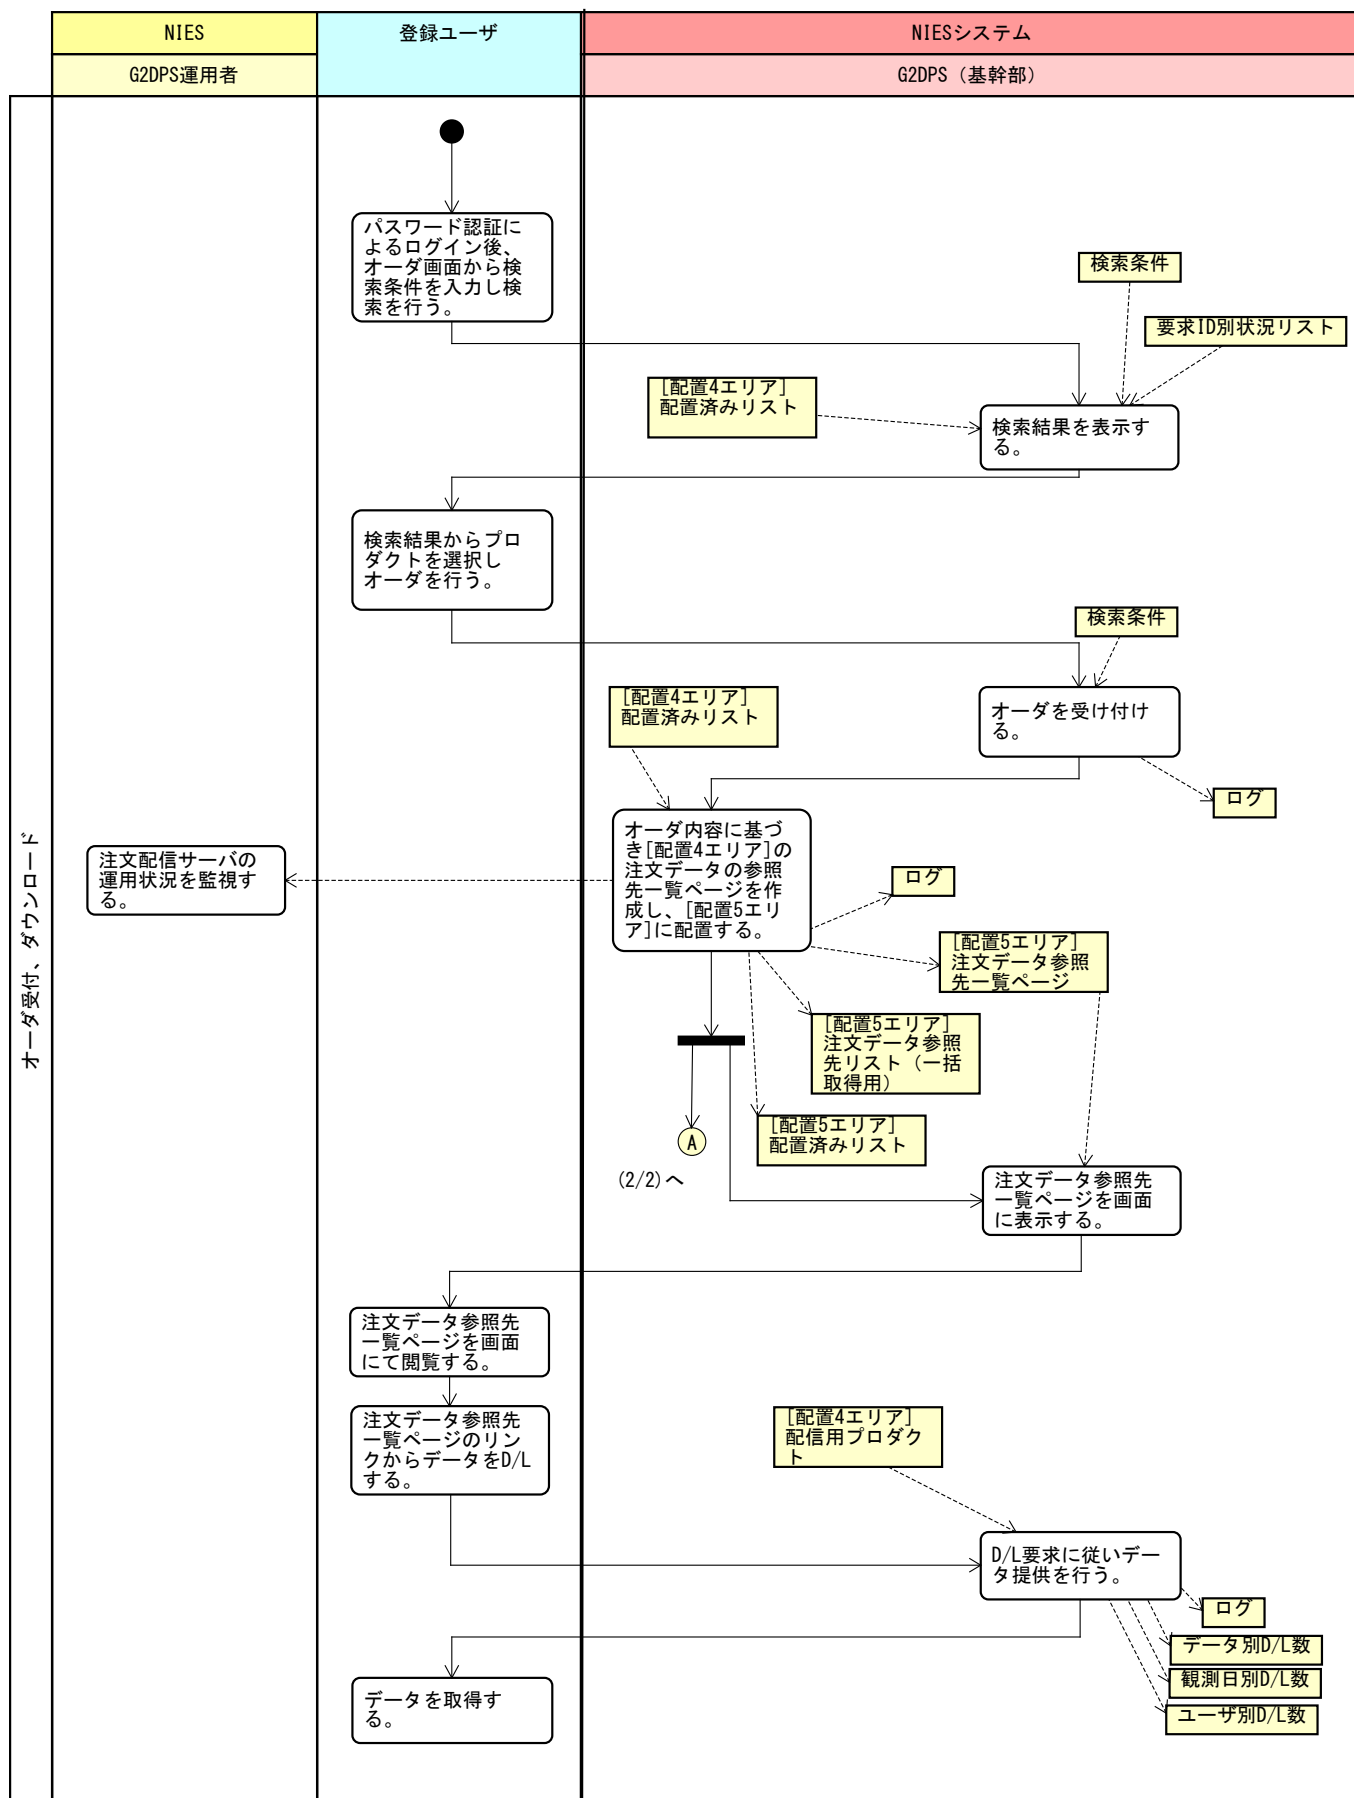 NIES
登録ユーザ
NIESシステム
G2DPS運用者
G2DPS（基幹部）
オーダ受付、ダウンロード
パスワード認証に
よるログイン後、
オーダ画面から検
索条件を入力し検
索を行う。
検索条件
要求ID別状況リスト
[配置4エリア]
配置済みリスト
検索結果を表示す
る。
検索結果からプロ
ダクトを選択し
オーダを行う。
検索条件
[配置4エリア]
配置済みリスト
オーダを受け付け
る。
ログ
オーダ内容に基づ
き[配置4エリア]の
注文データの参照
先一覧ページを作
成し、[配置5エリ
ア]に配置する。
注文配信サーバの
運用状況を監視す
る。
ログ
[配置5エリア]
注文データ参照
先一覧ページ
[配置5エリア]
注文データ参照
先リスト（一括
取得用）
[配置5エリア]
配置済みリスト
A
(2/2)へ
注文データ参照先
一覧ページを画面
に表示する。
注文データ参照先
一覧ページを画面
にて閲覧する。
注文データ参照先
一覧ページのリン
クからデータをD/L
する。
[配置4エリア]
配信用プロダク
ト
D/L要求に従いデー
タ提供を行う。
ログ
データ別D/L数
観測日別D/L数
ユーザ別D/L数
データを取得す
る。